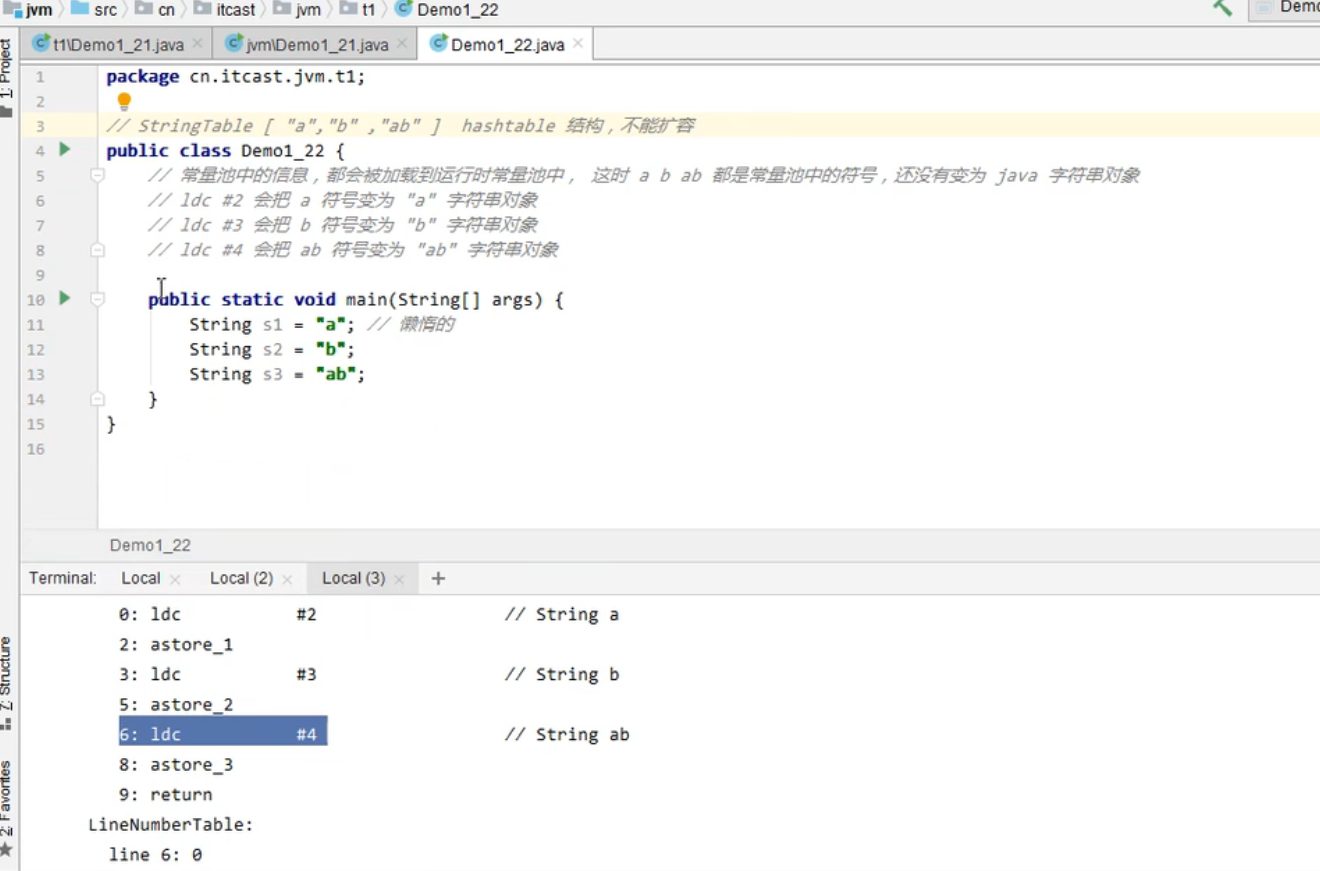 jvm src cn itcast jvm t1 Demo1_22
t1\Demo1_21.java jvm\Demo1_21.java Demo1_22.java
1: Project
1 package cn.itcast.jvm.t1;
2
3 // StringTable [ "a","b" ,"ab" ]  hashtable 结构，不能扩容
4 public class Demo1_22 {
5 // 常量池中的信息，都会被加载到运行时常量池中， 这时 a b ab 都是常量池中的符号，还没有变为 java 字符串对象
6 // ldc #2 会把 a 符号变为 "a" 字符串对象
7 // ldc #3 会把 b 符号变为 "b" 字符串对象
8 // ldc #4 会把 ab 符号变为 "ab" 字符串对象
9
10 public static void main(String[] args) {
11 String s1 = "a"; // 懒惰的
12 String s2 = "b";
13 String s3 = "ab";
14 }
15 }
16
Demo1_22
Terminal: Local Local (2) Local (3) +
0: ldc #2 // String a
2: astore_1
3: ldc #3 // String b
5: astore_2
6: ldc #4 // String ab
8: astore_3
9: return
LineNumberTable:
line 6: 0
7: Structure
2: Favorites